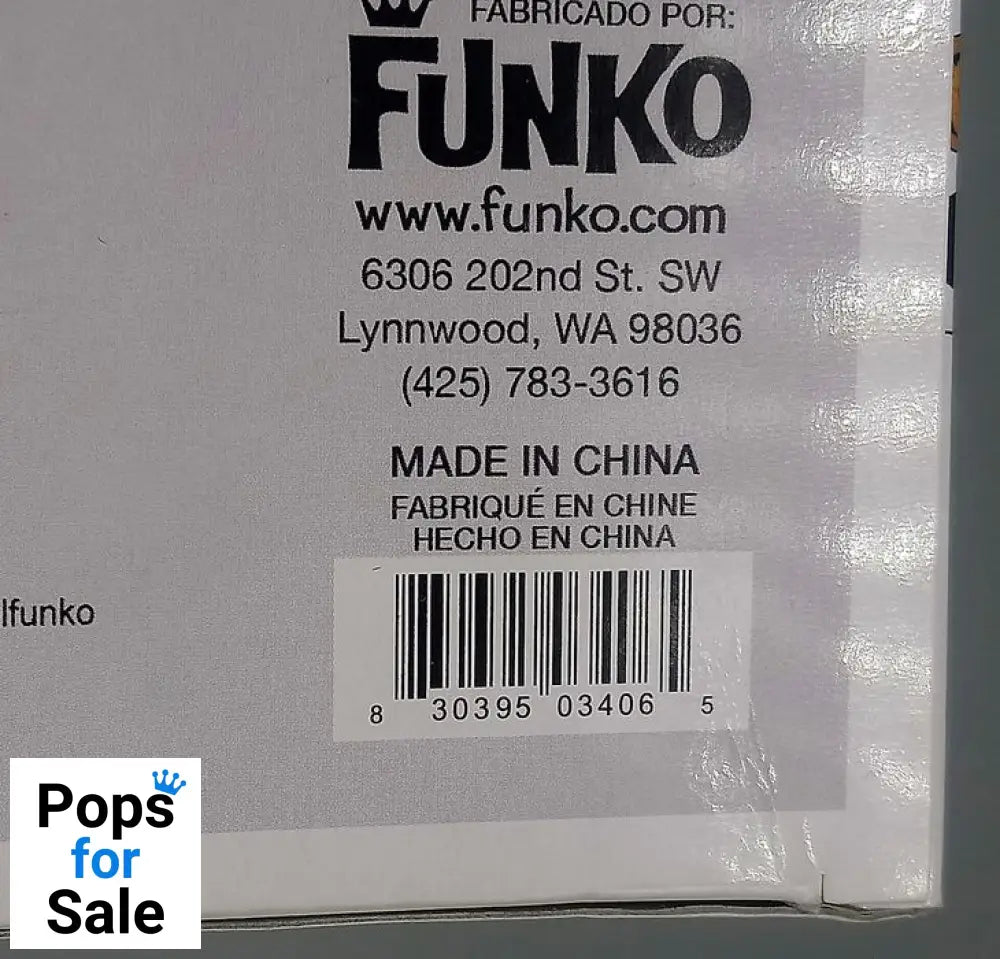 FABRICADO POR:
FUNKO
www.funko.com
6306 202nd St. SW
Lynnwood, WA 98036
(425) 783-3616
MADE IN CHINA
FABRIQUÉ EN CHINE
HECHO EN CHINA
lfunko
8 30395 03406 5
Pops
for
Sale